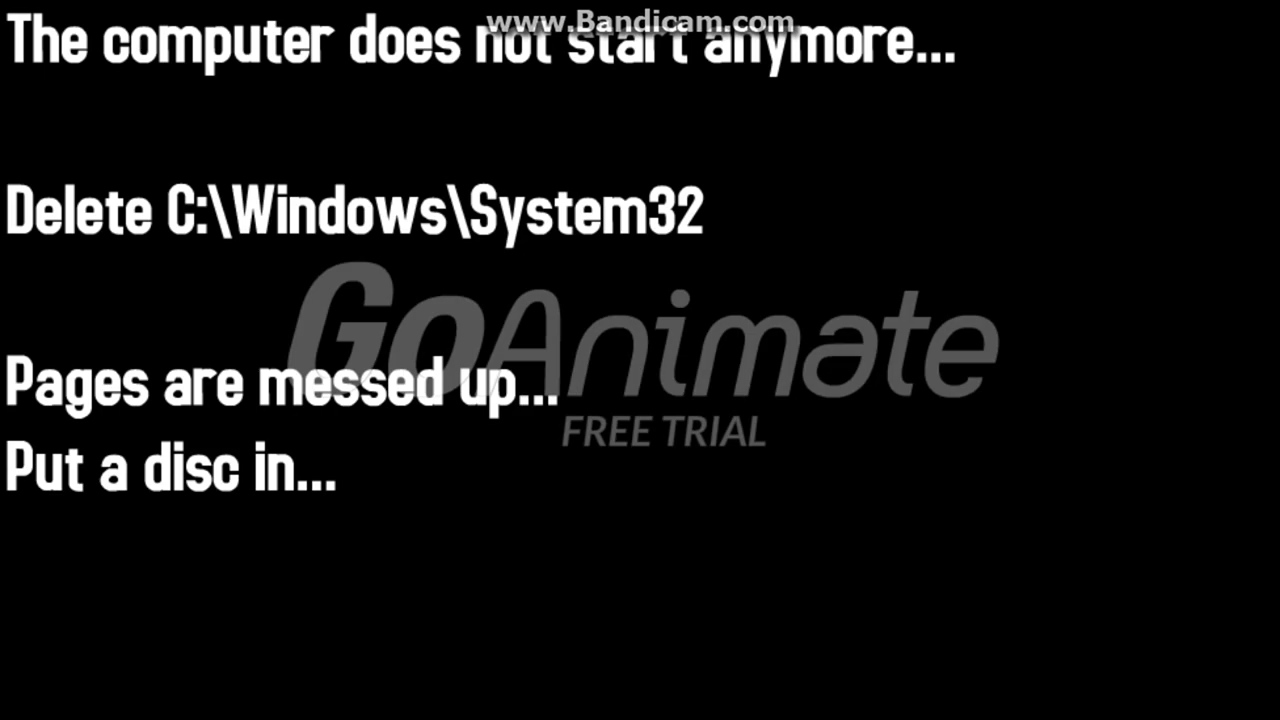 www.Bandicam.com
The computer does not start anymore...
Delete C:\Windows\System32
GoAnimate
FREE TRIAL
Pages are messed up...
Put a disc in...